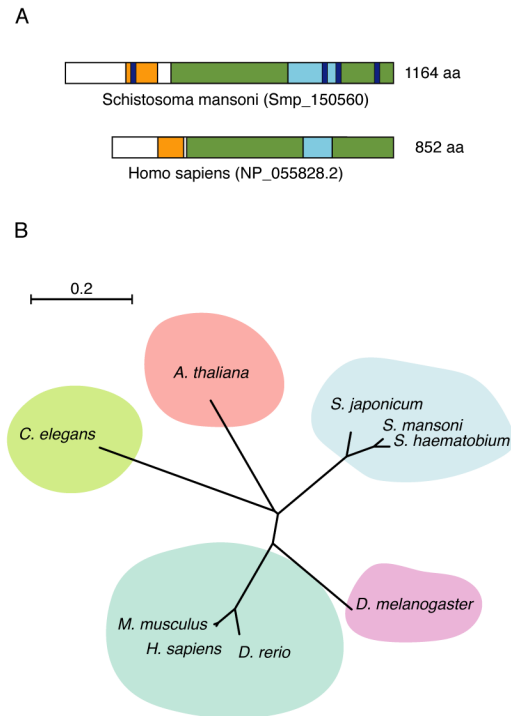 A
1164 aa
Schistosoma mansoni (Smp_150560)
852 aa
Homo sapiens (NP_055828.2)
B
0.2
A. thaliana
C. elegans
S. japonicum
S. mansoni
S. haematobium
D. melanogaster
M. musculus
H. sapiens
D. rerio